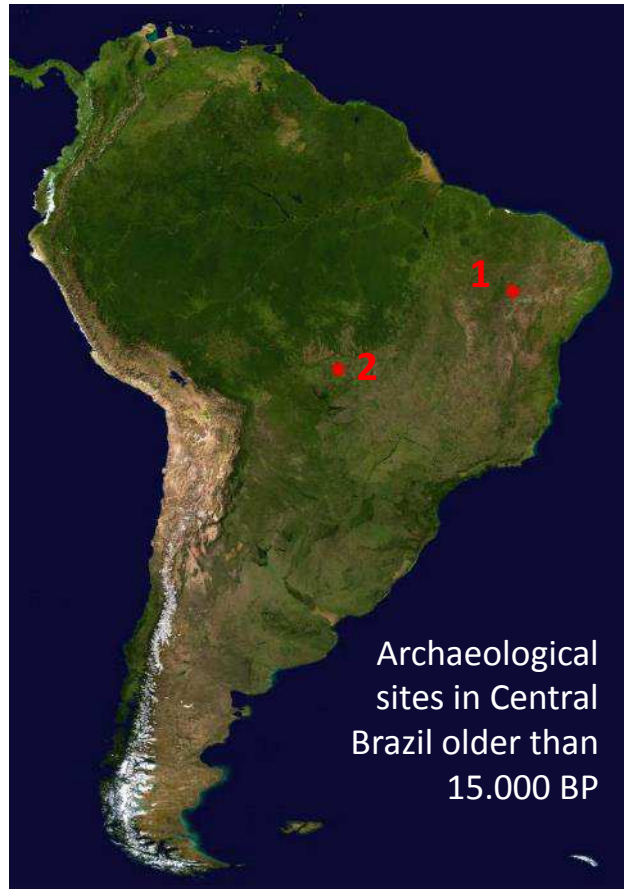 1
2
Archaeological
sites in Central
Brazil older than
15.000 BP